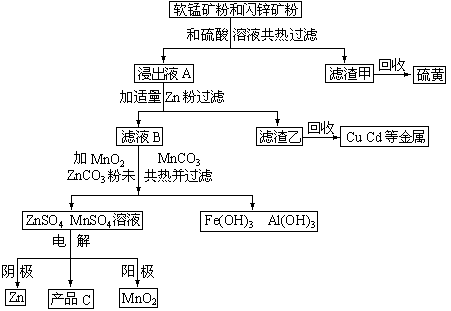 软锰矿粉和闪锌矿粉
和硫酸 溶液共热过滤
浸出液A
滤渣甲
回收
硫黄
加适量 Zn粉过滤
滤液B
滤渣乙
回收
Cu Cd等金属
加MnO₂ MnCO₃
ZnCO₃粉末 共热并过滤
ZnSO₄ MnSO₄溶液
Fe(OH)₃ Al(OH)₃
电 解
阴 极
阳 极
Zn
产品C
MnO₂